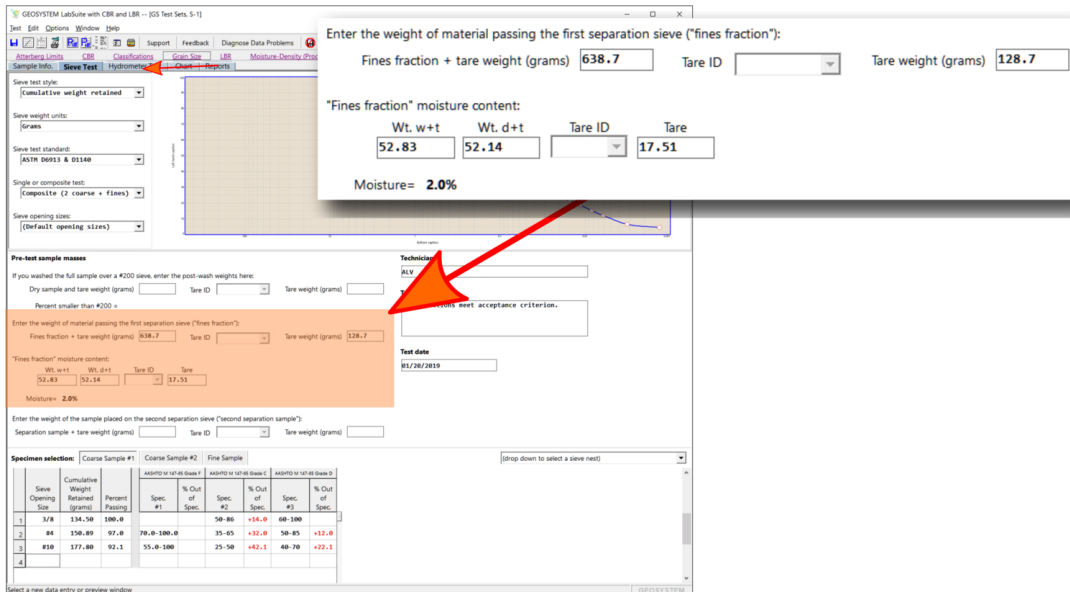 GEOSYSTEM LabSuite with CBR and LBR -- [GS Test Sets, S-1]
Test Edit Options Window Help
Support Feedback Diagnose Data Problems
Atterberg Limits CBR Classifications Grain Size LBR Moisture-Density
Sample Info. Sieve Test Hydrometer Chart Reports
Sieve test style:
Cumulative weight retained
Sieve weight units:
Grams
Sieve test standard:
ASTM D6913 & D1140
Single or composite test:
Composite (2 coarse + fines)
Sieve opening sizes:
(Default opening sizes)
Enter the weight of material passing the first separation sieve ("fines fraction"):
Fines fraction + tare weight (grams) 638.7 Tare ID Tare weight (grams) 128.7
"Fines fraction" moisture content:
Wt. w+t Wt. d+t Tare ID Tare
52.83 52.14 17.51
Moisture= 2.0%
Pre-test sample masses
If you washed the full sample over a #200 sieve, enter the post-wash weights here:
Dry sample and tare weight (grams) Tare ID Tare weight (grams)
Percent smaller than #200 =
Enter the weight of material passing the first separation sieve ("fines fraction"):
Fines fraction + tare weight (grams) 638.7 Tare ID Tare weight (grams) 128.7
"Fines fraction" moisture content:
Wt. w+t Wt. d+t Tare ID Tare
52.83 52.14 17.51
Moisture= 2.0%
Enter the weight of the sample placed on the second separation sieve ("second separation sample"):
Separation sample + tare weight (grams) Tare ID Tare weight (grams)
Technician
ALV
meet acceptance criterion.
Test date
01/20/2019
Specimen selection: Coarse Sample #1 Coarse Sample #2 Fine Sample
(drop down to select a sieve nest)
AASHTO M 147-65 Grade F AASHTO M 147-65 Grade C AASHTO M 147-65 Grade D
Sieve Opening Size Cumulative Weight Retained (grams) Percent Passing Spec. #1 % Out of Spec. Spec. #2 % Out of Spec. Spec. #3 % Out of Spec.
1 3/8 134.50 100.0 50-86 +14.0 60-100
2 #4 150.89 97.0 70.0-100.0 35-65 +32.0 50-85 +12.0
3 #10 177.80 92.1 55.0-100 25-50 +42.1 40-70 +22.1
4
Select a new data entry or preview window
GEOSYSTEM